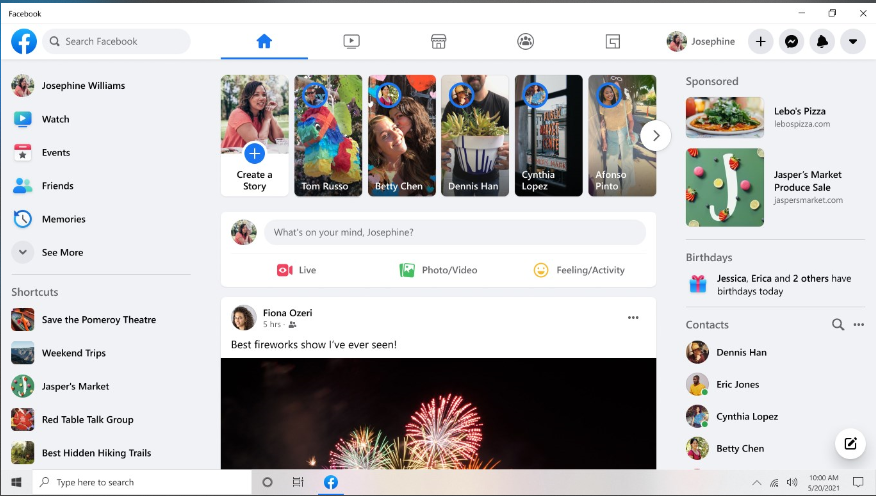 Facebook
Search Facebook
Josephine
Josephine Williams
Watch
Events
Friends
Memories
See More
Shortcuts
Save the Pomeroy Theatre
Weekend Trips
Jasper's Market
Red Table Talk Group
Best Hidden Hiking Trails
Create a
Story
Tom Russo
Betty Chen
Dennis Han
Cynthia
Lopez
Afonso
Pinto
What's on your mind, Josephine?
Live
Photo/Video
Feeling/Activity
Fiona Ozeri
5 hrs ·
Best fireworks show I've ever seen!
Sponsored
Lebo's Pizza
lebospizza.com
Jasper's Market
Produce Sale
jaspersmarket.com
Birthdays
Jessica, Erica and 2 others have
birthdays today
Contacts
Dennis Han
Eric Jones
Cynthia Lopez
Betty Chen
Type here to search
10:00 AM
5/20/2021